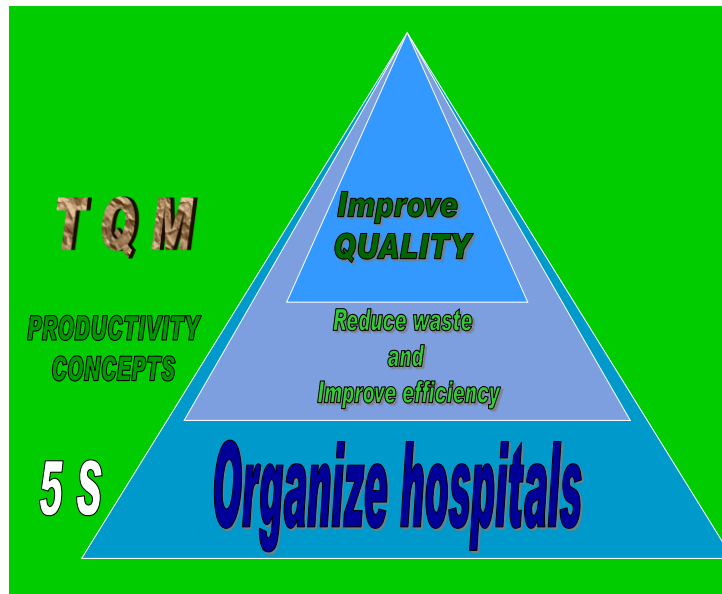 T Q M
Improve
QUALITY
PRODUCTIVITY
CONCEPTS
Reduce waste
and
Improve efficiency
5 S
Organize hospitals